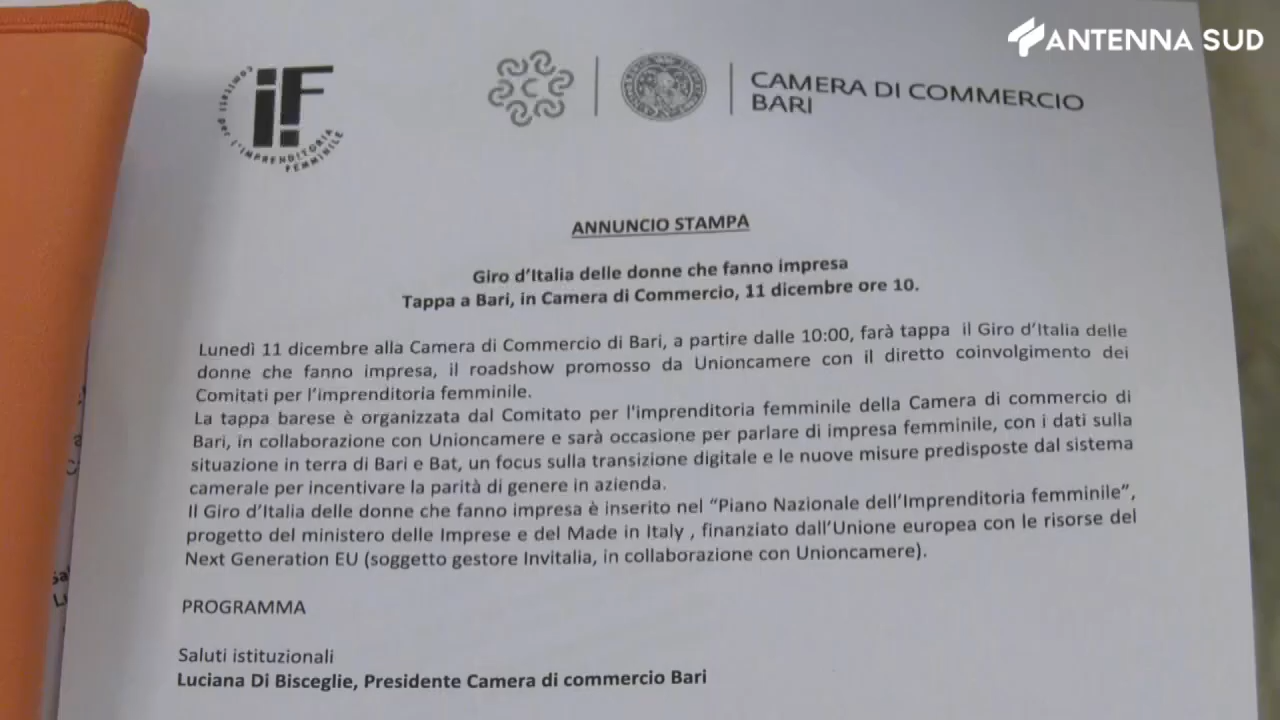 ANTENNA SUD
iF
Comitati per l'IMPRENDITORIA FEMMINILE
CAMERA DI COMMERCIO
BARI
ANNUNCIO STAMPA
Giro d'Italia delle donne che fanno impresa
Tappa a Bari, in Camera di Commercio, 11 dicembre ore 10.
Lunedì 11 dicembre alla Camera di Commercio di Bari, a partire dalle 10:00, farà tappa il Giro d'Italia delle
donne che fanno impresa, il roadshow promosso da Unioncamere con il diretto coinvolgimento dei
Comitati per l'imprenditoria femminile.
La tappa barese è organizzata dal Comitato per l'imprenditoria femminile della Camera di commercio di
Bari, in collaborazione con Unioncamere e sarà occasione per parlare di impresa femminile, con i dati sulla
situazione in terra di Bari e Bat, un focus sulla transizione digitale e le nuove misure predisposte dal sistema
camerale per incentivare la parità di genere in azienda.
Il Giro d'Italia delle donne che fanno impresa è inserito nel "Piano Nazionale dell'Imprenditoria femminile",
progetto del ministero delle Imprese e del Made in Italy , finanziato dall'Unione europea con le risorse del
Next Generation EU (soggetto gestore Invitalia, in collaborazione con Unioncamere).
PROGRAMMA
Saluti istituzionali
Luciana Di Bisceglie, Presidente Camera di commercio Bari